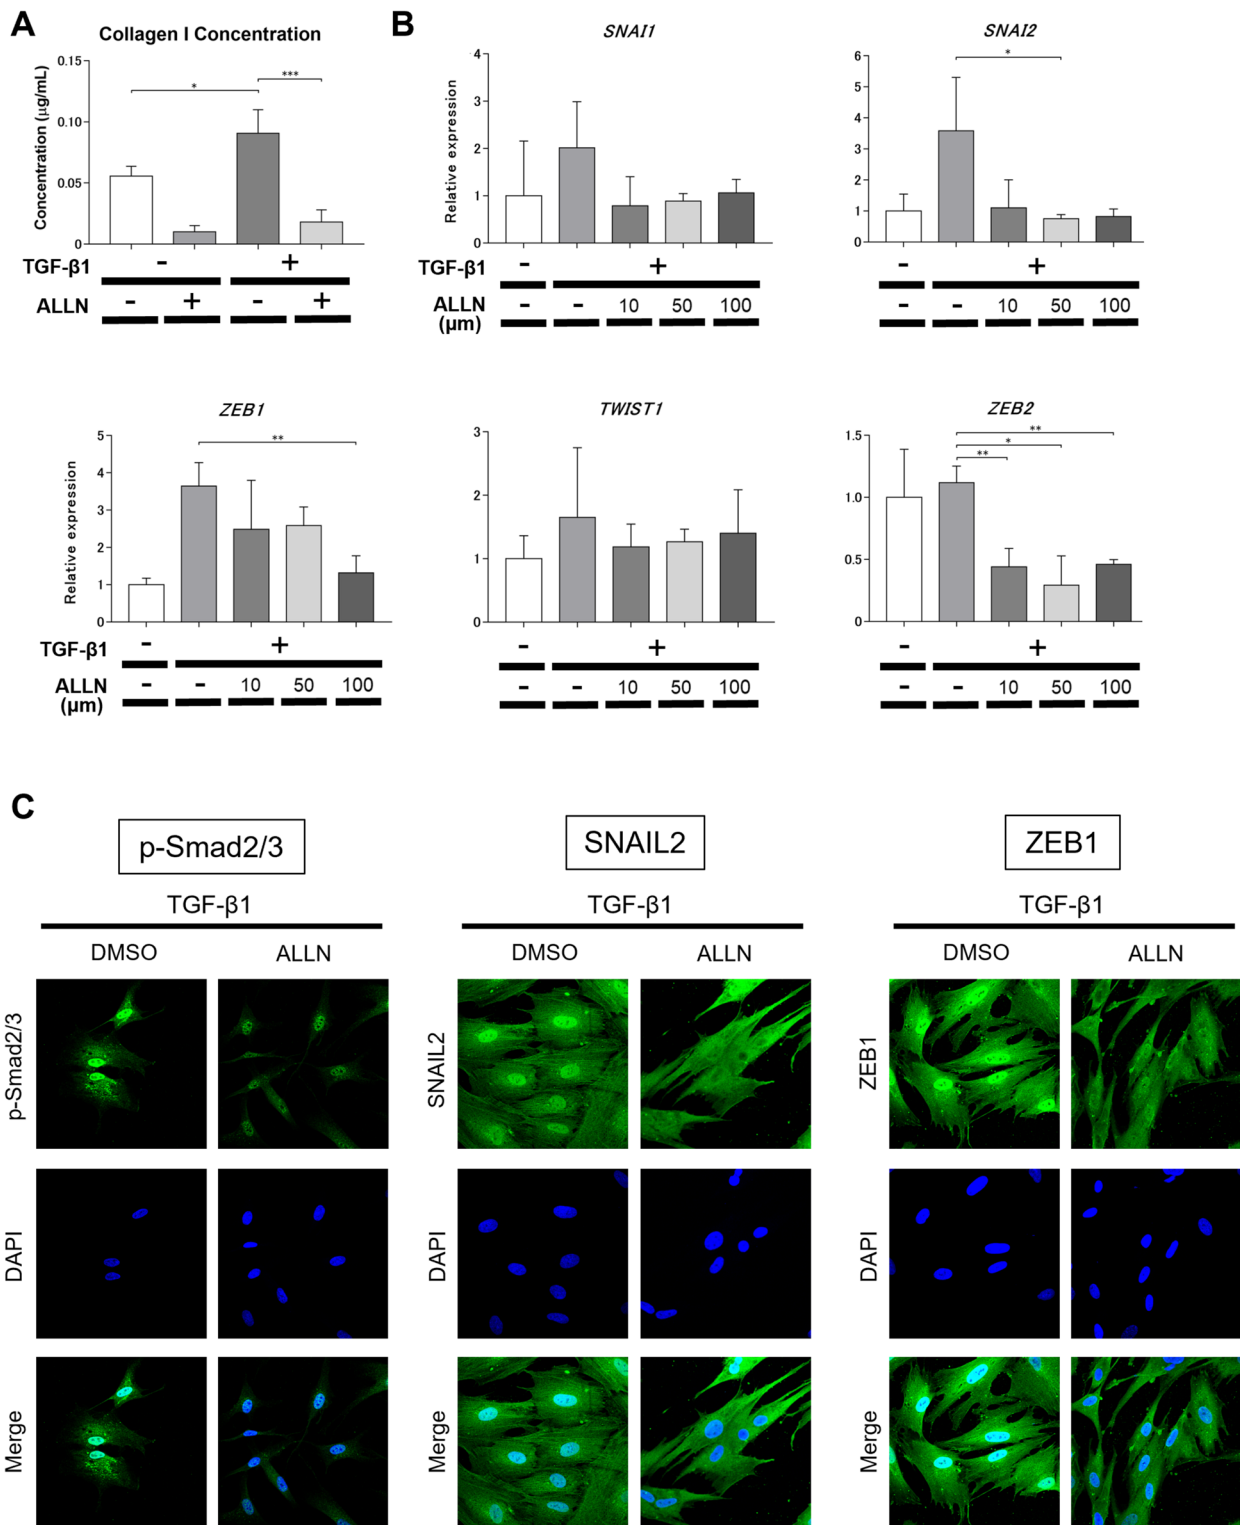 A
Collagen I Concentration
Concentration (µg/mL)
0.15
0.10
0.05
0
*
***
TGF-β1
- +
ALLN
- + - +
B
SNAI1
Relative expression
4
3
2
1
0
TGF-β1
- +
ALLN
(µm)
- - 10 50 100
SNAI2
6
5
4
3
2
1
0
*
- +
- - 10 50 100
ZEB1
Relative expression
5
4
3
2
1
0
**
TGF-β1
- +
ALLN
(µm)
- - 10 50 100
TWIST1
3
2
1
0
- +
- - 10 50 100
ZEB2
1.5
1.0
0.5
0
**
*
**
- +
- - 10 50 100
C
p-Smad2/3
TGF-β1
DMSO ALLN
p-Smad2/3
DAPI
Merge
SNAIL2
TGF-β1
DMSO ALLN
SNAIL2
DAPI
Merge
ZEB1
TGF-β1
DMSO ALLN
ZEB1
DAPI
Merge